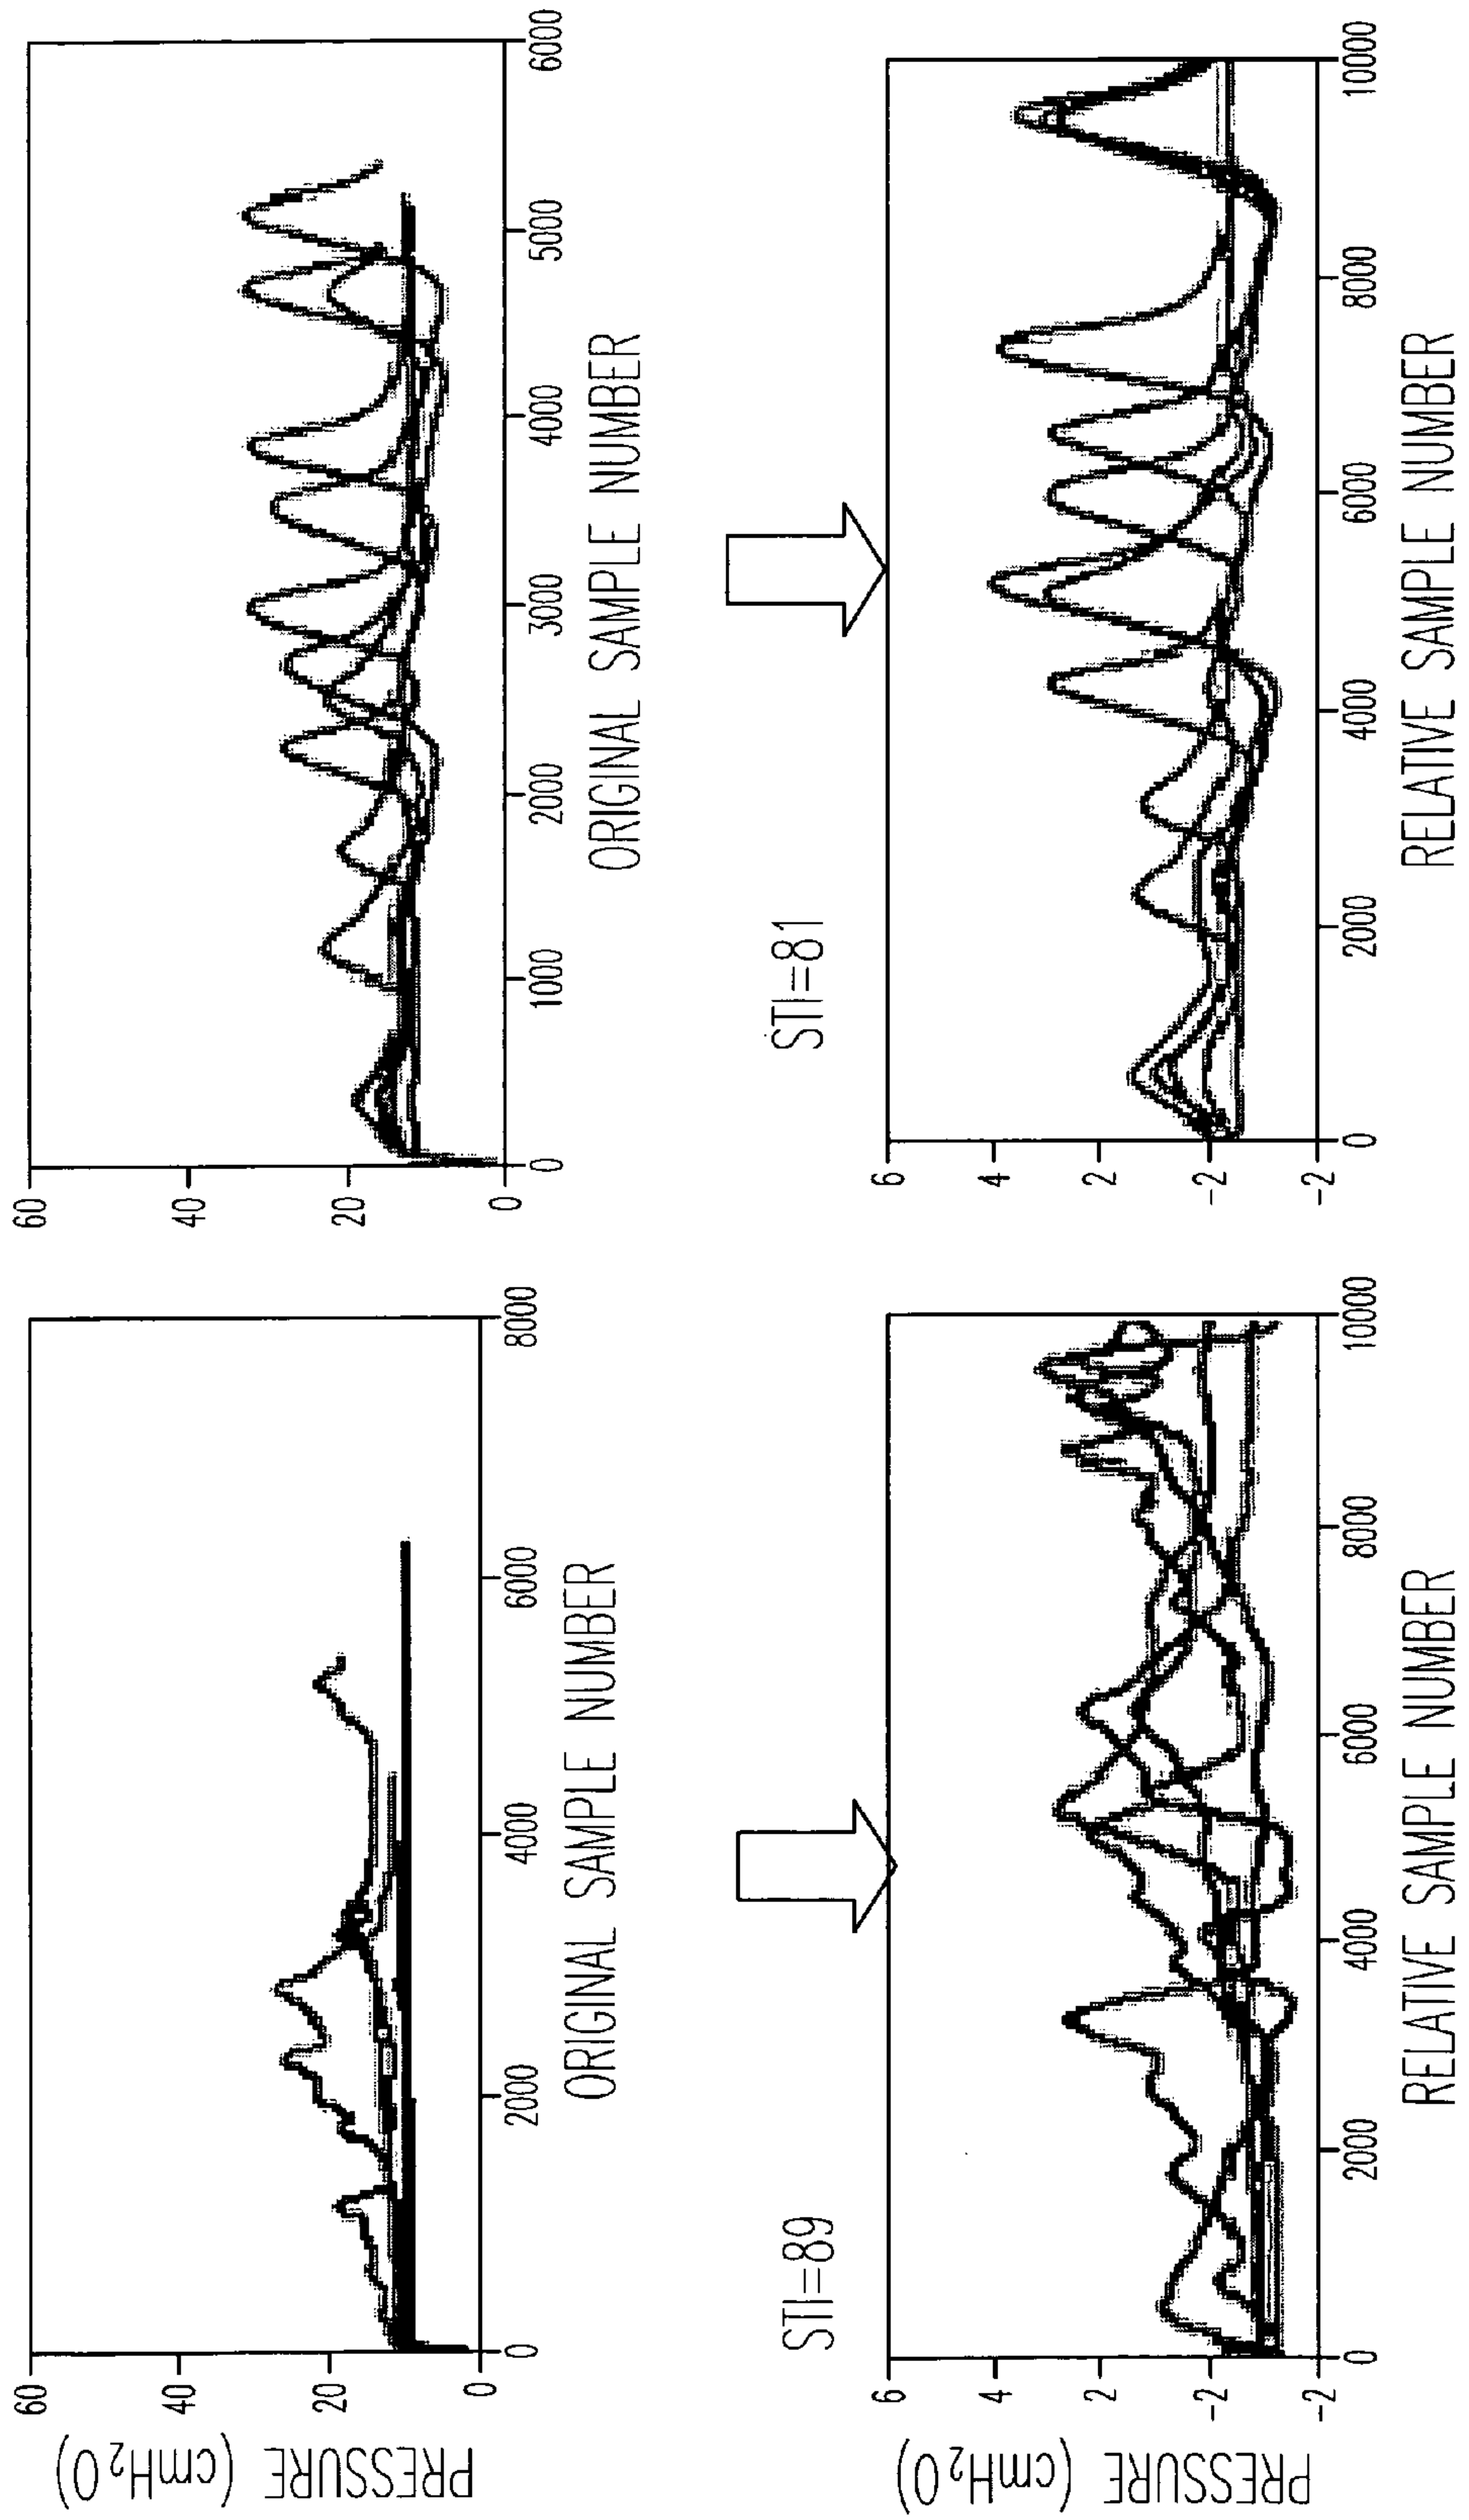 PRESSURE (cmH₂O)
60
40
20
0
0 2000 4000 6000 8000
ORIGINAL SAMPLE NUMBER
60
40
20
0
0 1000 2000 3000 4000 5000 6000
ORIGINAL SAMPLE NUMBER
STI=89
PRESSURE (cmH₂O)
6
4
2
-2
-2
0 2000 4000 6000 8000 10000
RELATIVE SAMPLE NUMBER
STI=81
6
4
2
-2
-2
0 2000 4000 6000 8000 10000
RELATIVE SAMPLE NUMBER